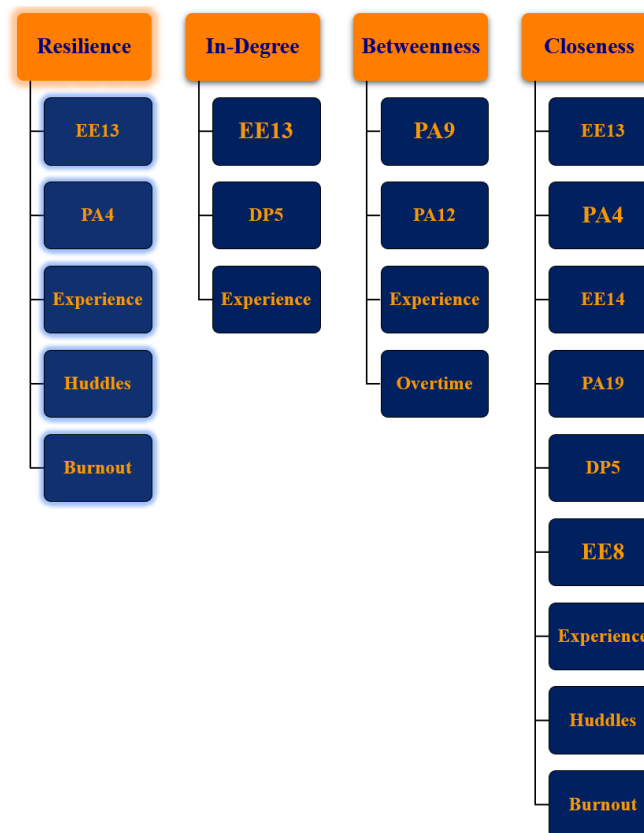 Resilience
EE13
PA4
Experience
Huddles
Burnout
In-Degree
EE13
DP5
Experience
Betweenness
PA9
PA12
Experience
Overtime
Closeness
EE13
PA4
EE14
PA19
DP5
EE8
Experience
Huddles
Burnout